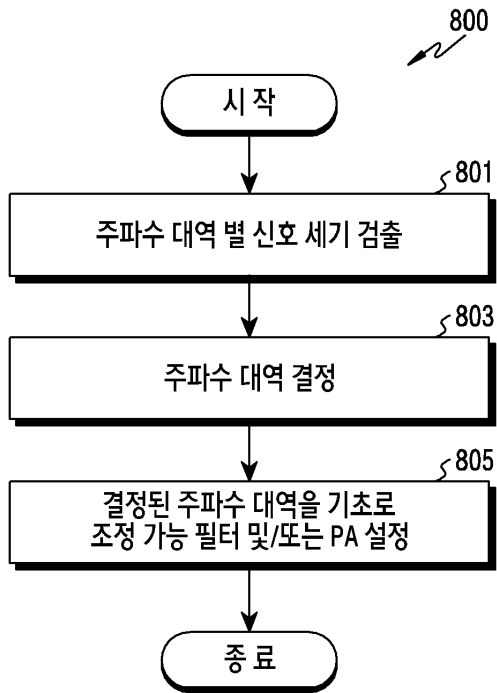 800
시 작
801
주파수 대역 별 신호 세기 검출
803
주파수 대역 결정
805
결정된 주파수 대역을 기초로
조정 가능 필터 및/또는 PA 설정
종 료